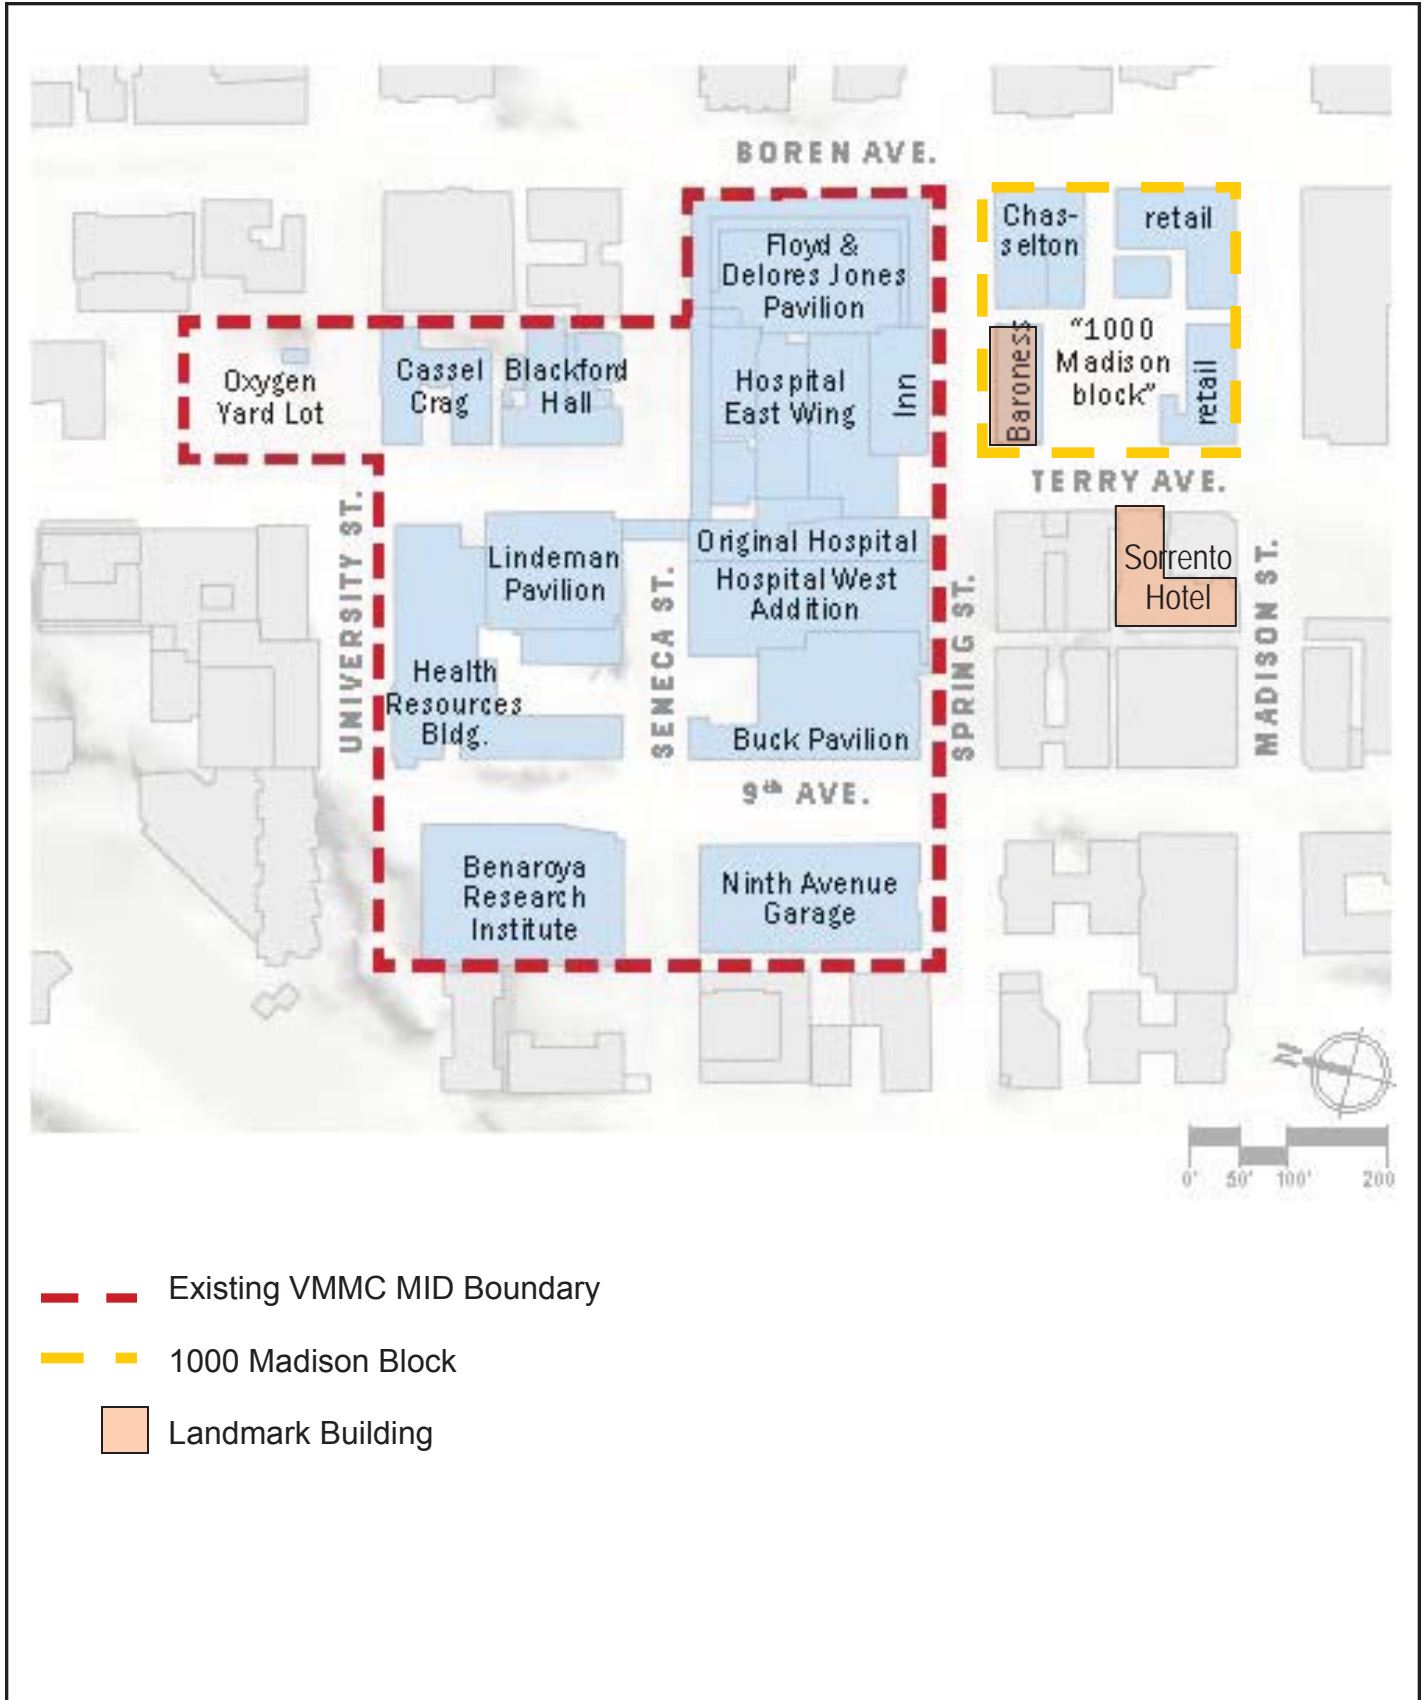 BOREN AVE.
Chas-
selton
retail
Floyd &
Delores Jones
Pavilion
Oxygen
Yard Lot
Cassel
Crag
Blackford
Hall
Hospital
East Wing
Inn
Baroness
"1000
Madison
block"
retail
TERRY AVE.
UNIVERSITY ST.
Lindeman
Pavilion
SENECA ST.
Original Hospital
Hospital West
Addition
SPRING ST.
Sorrento
Hotel
MADISON ST.
Health
Resources
Bldg.
Buck Pavilion
9th AVE.
Benaroya
Research
Institute
Ninth Avenue
Garage
N
0' 50' 100' 200
Existing VMMC MID Boundary
1000 Madison Block
Landmark Building